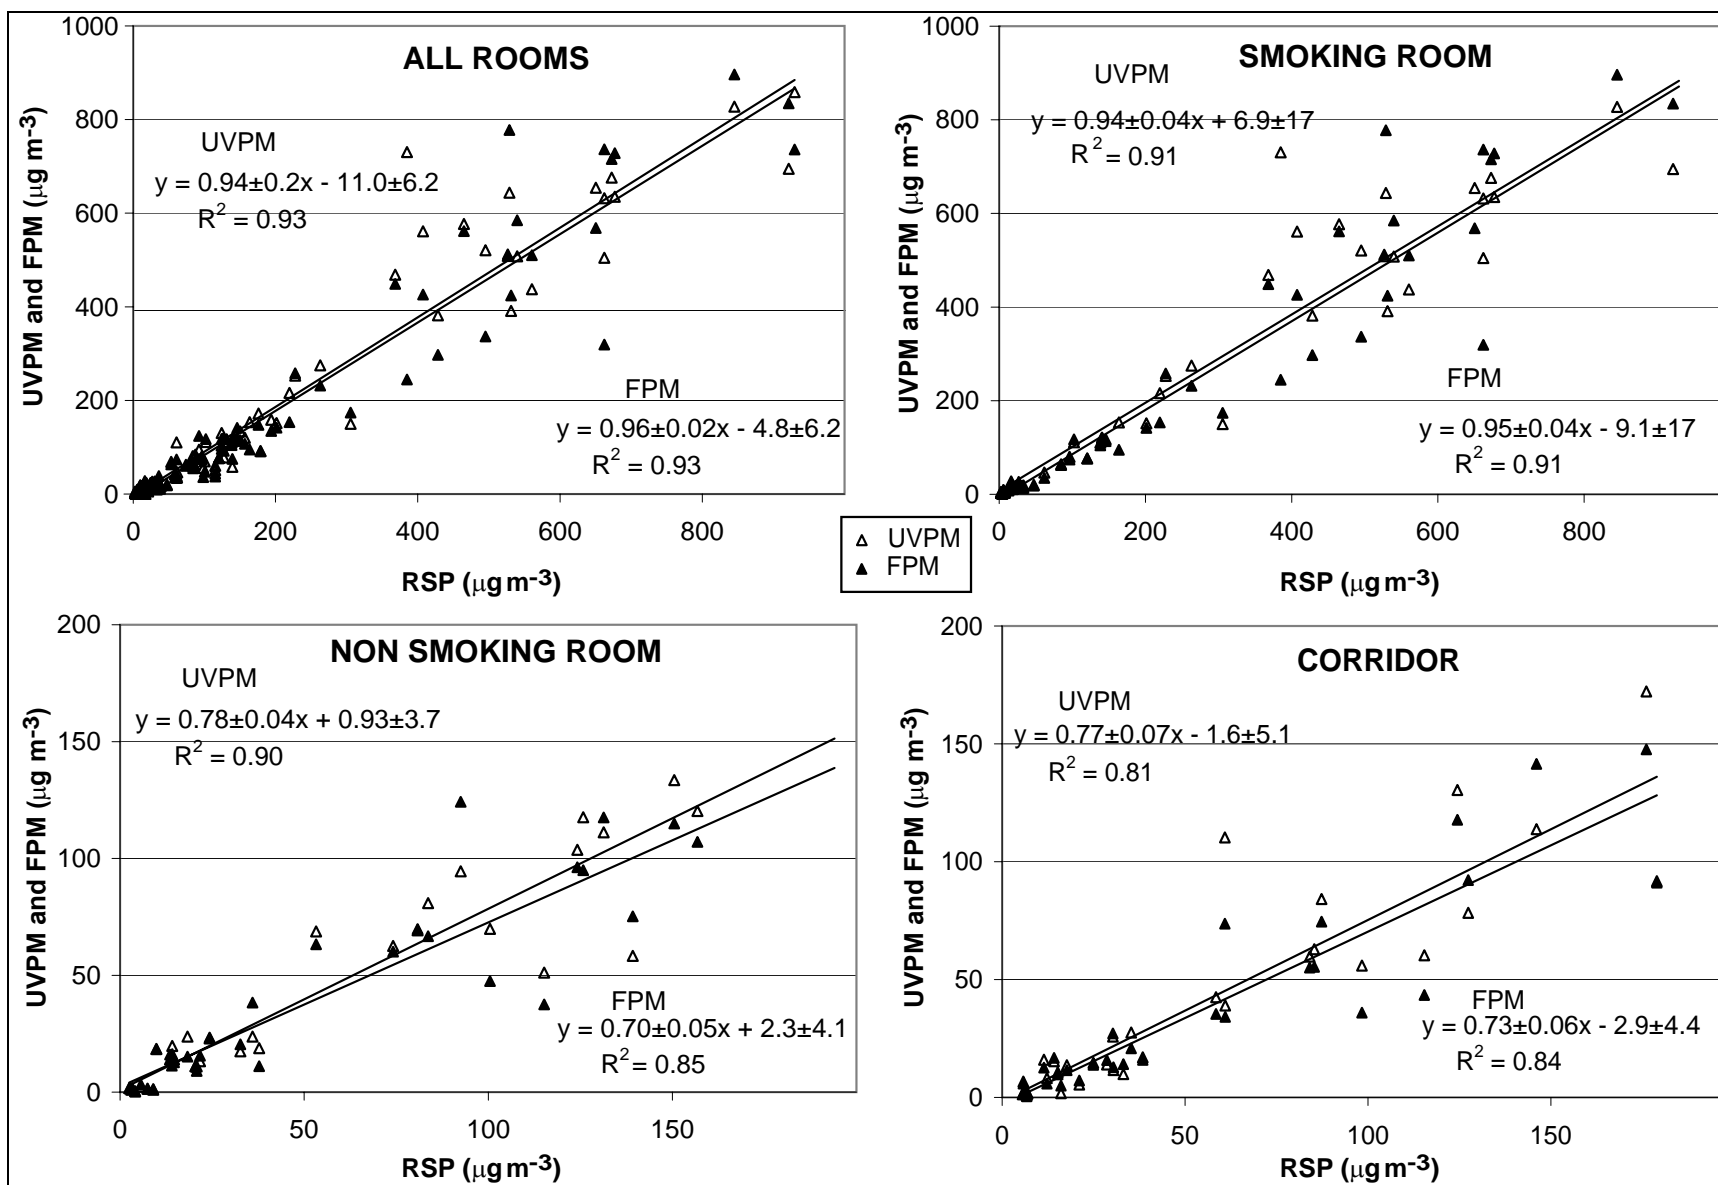 ALL ROOMS
UVPM and FPM (μg m-3)
1000
800
600
400
200
0
UVPM
y = 0.94±0.2x - 11.0±6.2
R2 = 0.93
FPM
y = 0.96±0.02x - 4.8±6.2
R2 = 0.93
0 200 400 600 800
RSP (μg m-3)
SMOKING ROOM
UVPM and FPM (μg m-3)
1000
800
600
400
200
0
UVPM
y = 0.94±0.04x + 6.9±17
R2 = 0.91
FPM
y = 0.95±0.04x - 9.1±17
R2 = 0.91
0 200 400 600 800
RSP (μg m-3)
UVPM
FPM
NON SMOKING ROOM
UVPM and FPM (μg m-3)
200
150
100
50
0
UVPM
y = 0.78±0.04x + 0.93±3.7
R2 = 0.90
FPM
y = 0.70±0.05x + 2.3±4.1
R2 = 0.85
0 50 100 150
RSP (μg m-3)
CORRIDOR
UVPM and FPM (μg m-3)
200
150
100
50
0
UVPM
y = 0.77±0.07x - 1.6±5.1
R2 = 0.81
FPM
y = 0.73±0.06x - 2.9±4.4
R2 = 0.84
0 50 100 150
RSP (μg m-3)